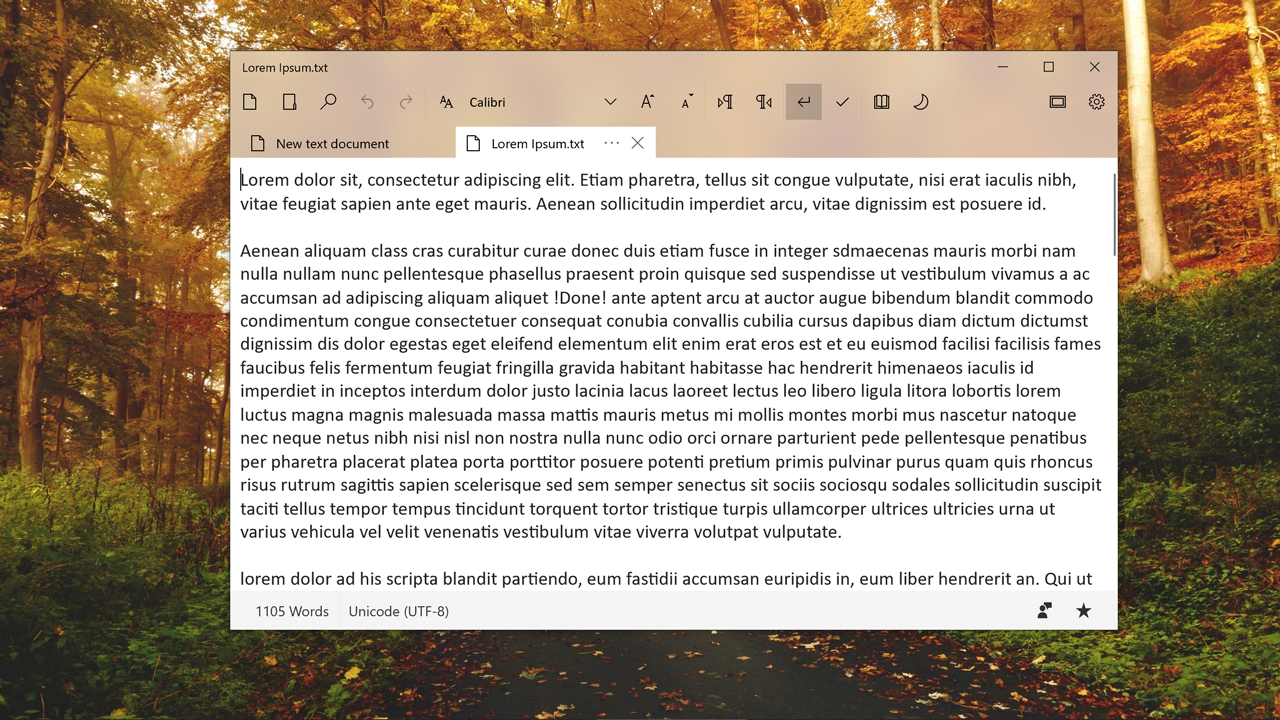 Lorem Ipsum.txt
Calibri
New text document
Lorem Ipsum.txt
Lorem dolor sit, consectetur adipiscing elit. Etiam pharetra, tellus sit congue vulputate, nisi erat iaculis nibh,
vitae feugiat sapien ante eget mauris. Aenean sollicitudin imperdiet arcu, vitae dignissim est posuere id.
Aenean aliquam class cras curabitur curae donec duis etiam fusce in integer sdmaecenas mauris morbi nam
nulla nullam nunc pellentesque phasellus praesent proin quisque sed suspendisse ut vestibulum vivamus a ac
accumsan ad adipiscing aliquam aliquet !Done! ante aptent arcu at auctor augue bibendum blandit commodo
condimentum congue consectetuer consequat conubia convallis cubilia cursus dapibus diam dictum dictumst
dignissim dis dolor egestas eget eleifend elementum elit enim erat eros est et eu euismod facilisi facilisis fames
faucibus felis fermentum feugiat fringilla gravida habitant habitasse hac hendrerit himenaeos iaculis id
imperdiet in inceptos interdum dolor justo lacinia lacus laoreet lectus leo libero ligula litora lobortis lorem
luctus magna magnis malesuada massa mattis mauris metus mi mollis montes morbi mus nascetur natoque
nec neque netus nibh nisi nisl non nostra nulla nunc odio orci ornare parturient pede pellentesque penatibus
per pharetra placerat platea porta porttitor posuere potenti pretium primis pulvinar purus quam quis rhoncus
risus rutrum sagittis sapien scelerisque sed sem semper senectus sit sociis sociosqu sodales sollicitudin suscipit
taciti tellus tempor tempus tincidunt torquent tortor tristique turpis ullamcorper ultrices ultricies urna ut
varius vehicula vel velit venenatis vestibulum vitae viverra volutpat vulputate.
lorem dolor ad his scripta blandit partiendo, eum fastidii accumsan euripidis in, eum liber hendrerit an. Qui ut
1105 Words
Unicode (UTF-8)